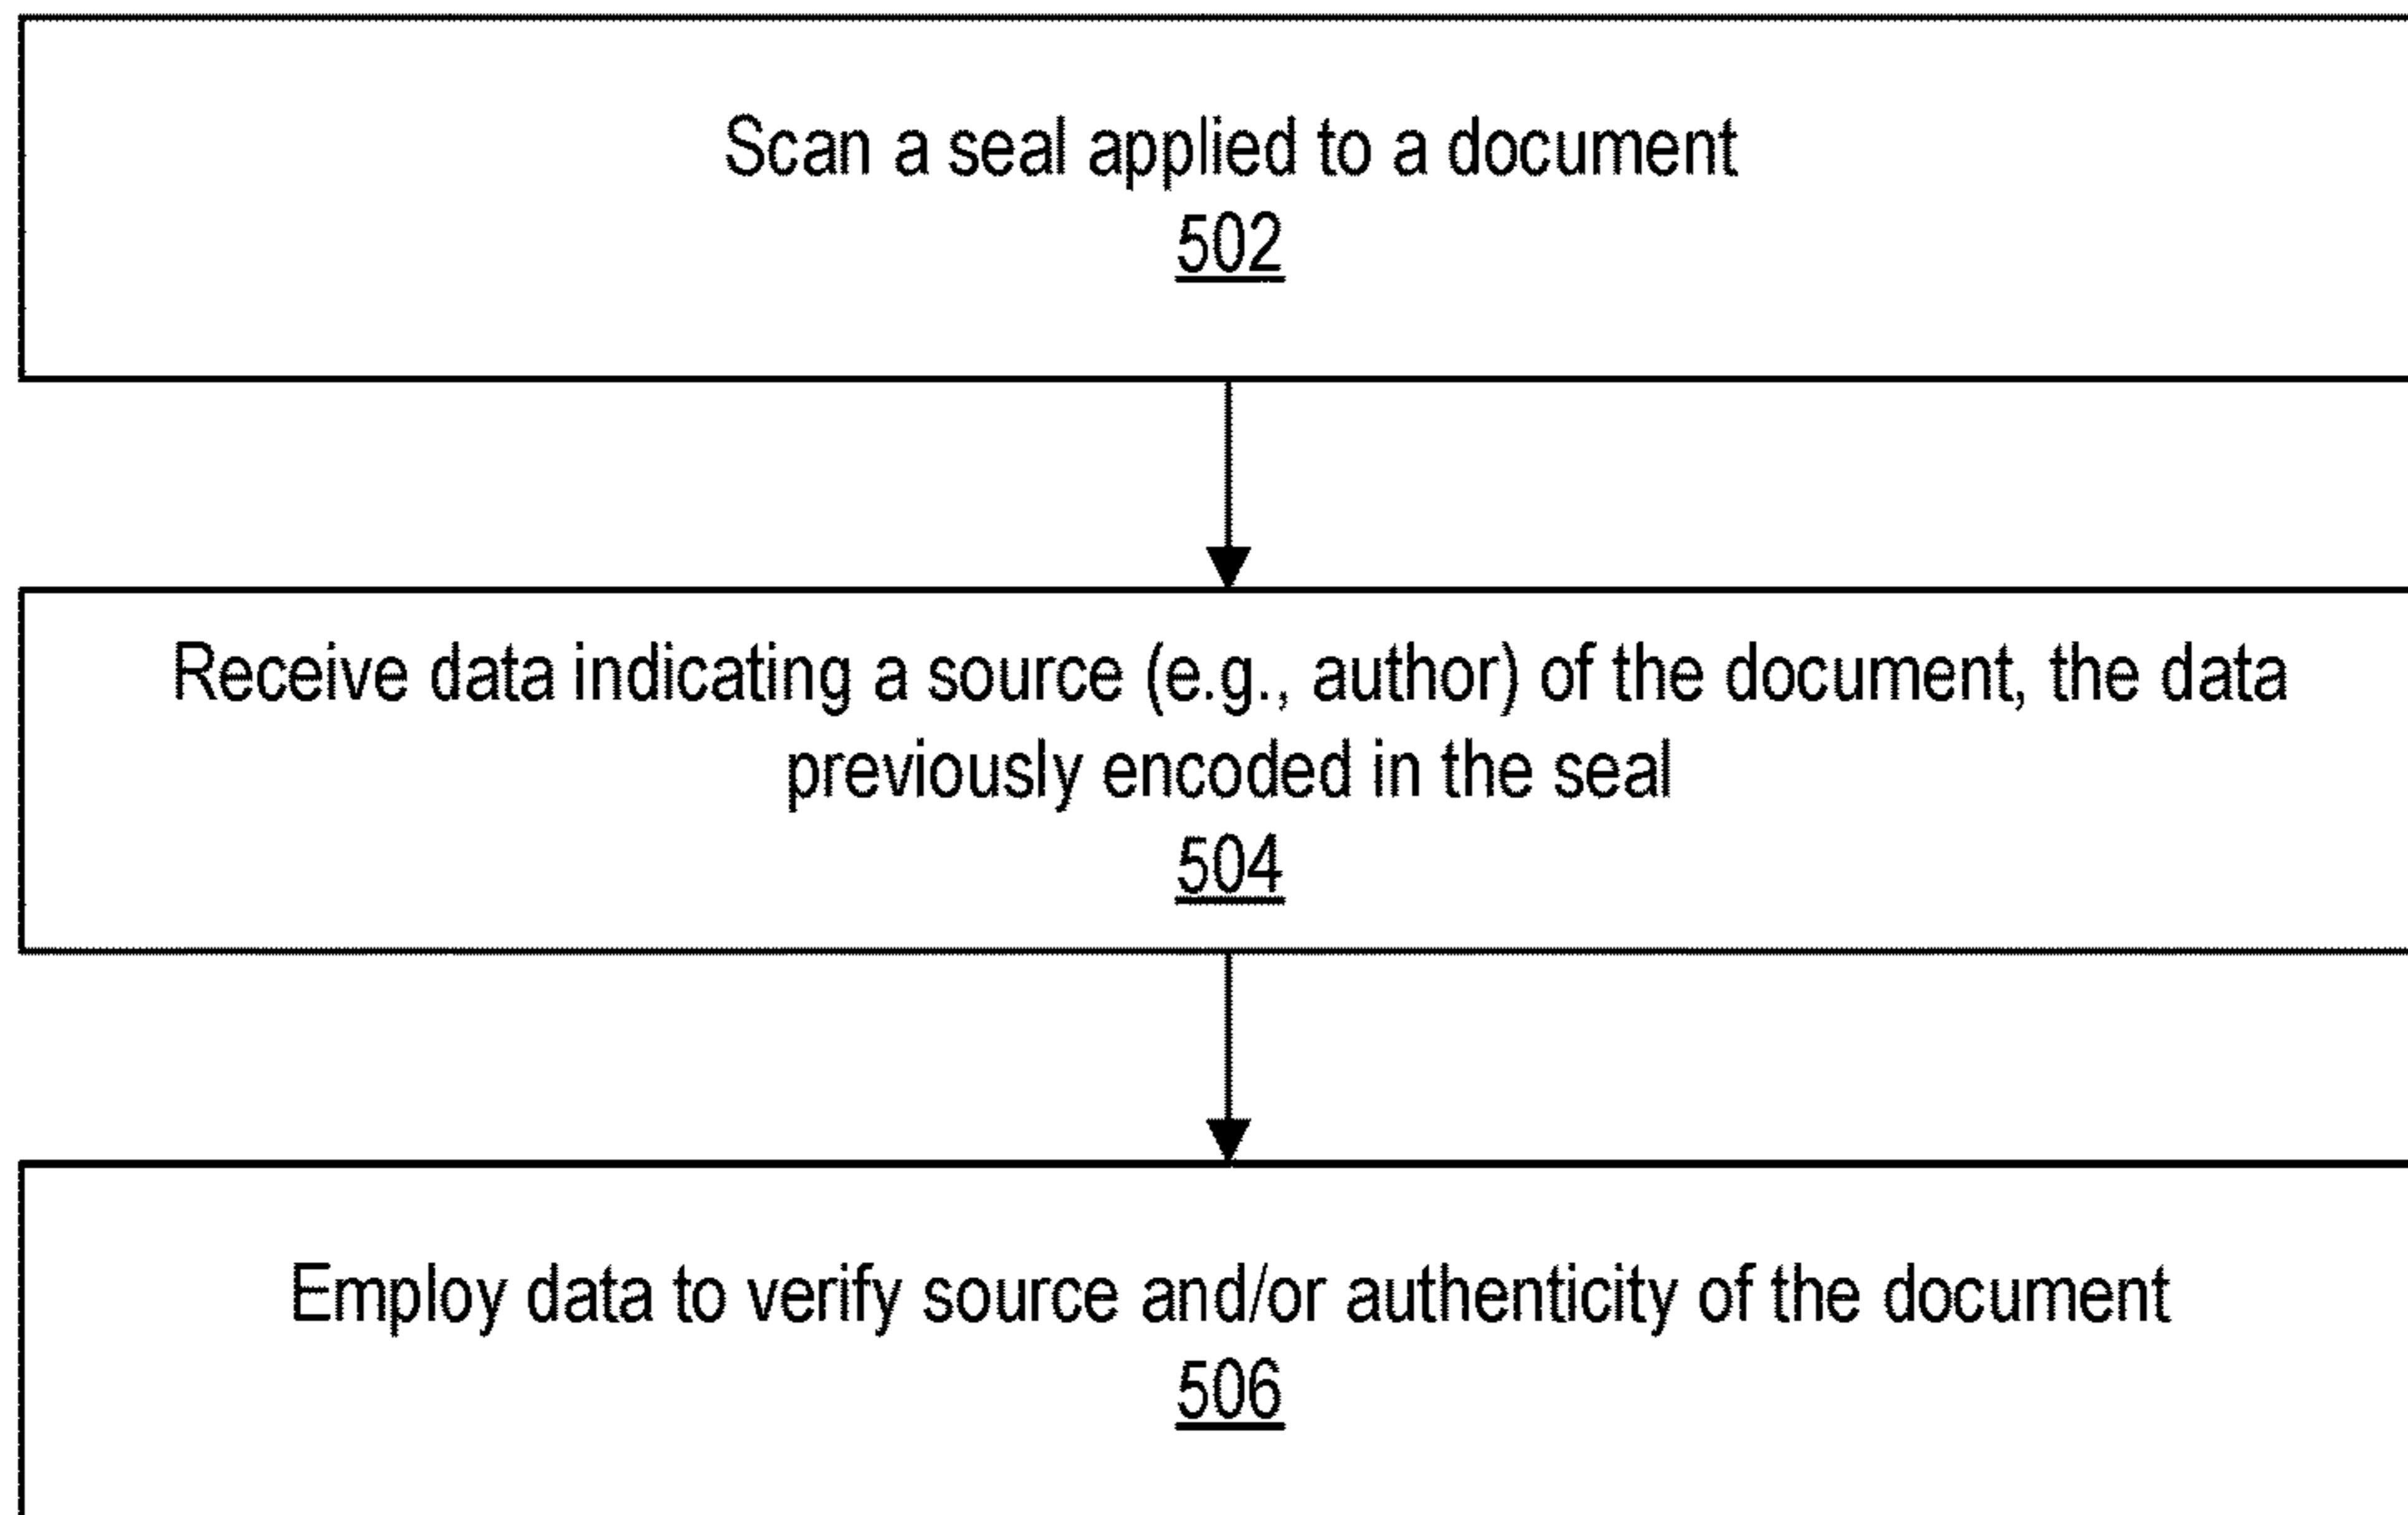 Scan a seal applied to a document
502
Receive data indicating a source (e.g., author) of the document, the data
previously encoded in the seal
504
Employ data to verify source and/or authenticity of the document
506